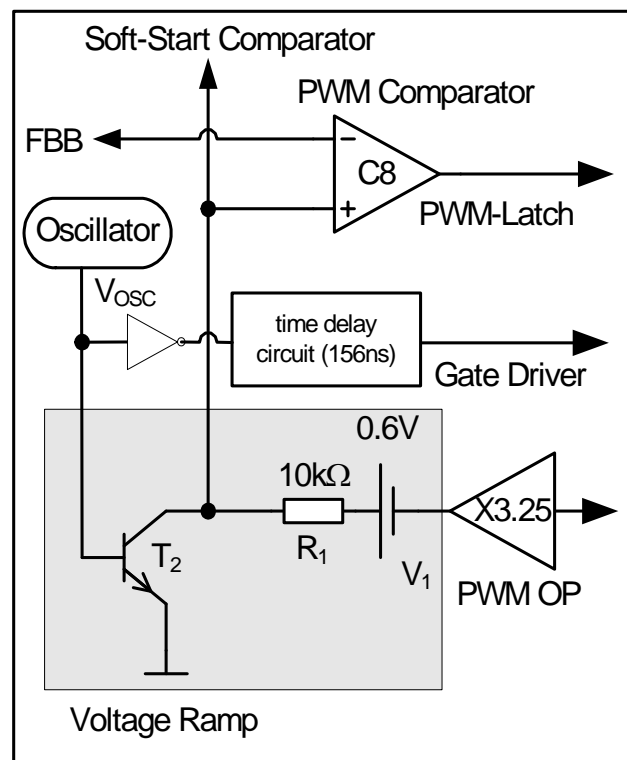 Soft-Start Comparator
PWM Comparator
FBB
C8
PWM-Latch
Oscillator
VOSC
time delay
circuit (156ns)
Gate Driver
0.6V
10kΩ
X3.25
R1
T2
V1
PWM OP
Voltage Ramp